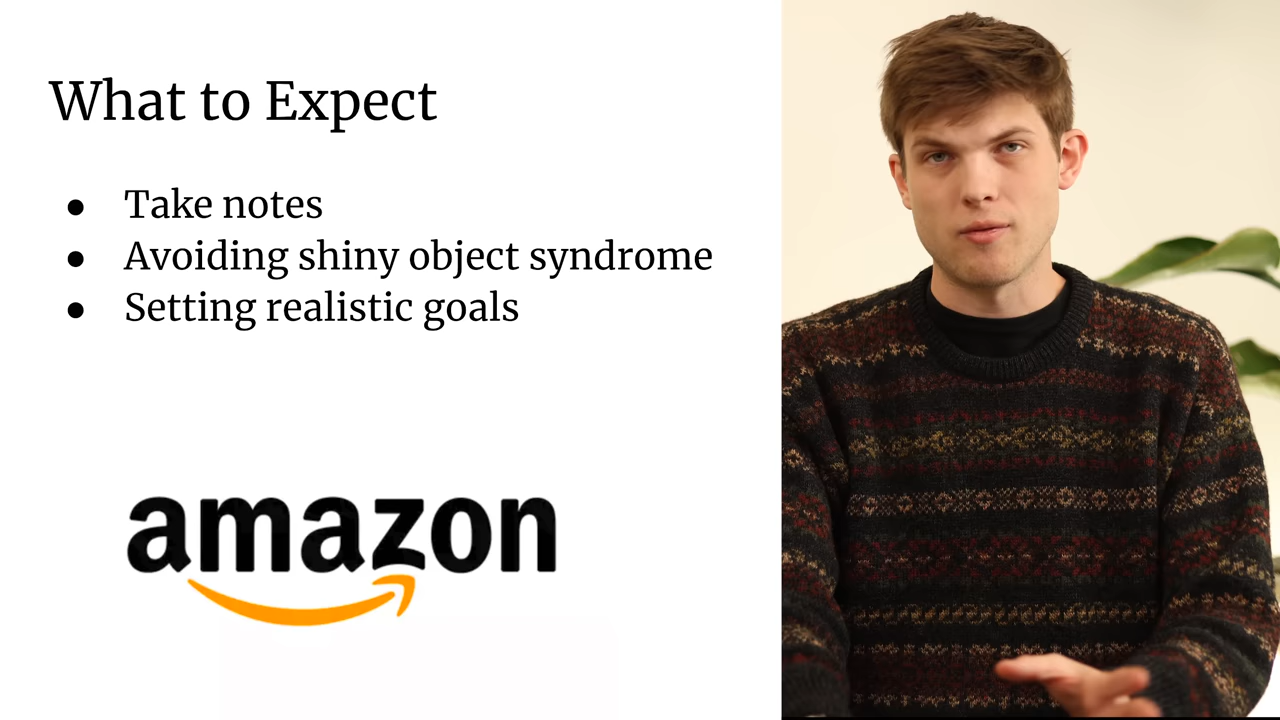 What to Expect
● Take notes
● Avoiding shiny object syndrome
● Setting realistic goals
amazon